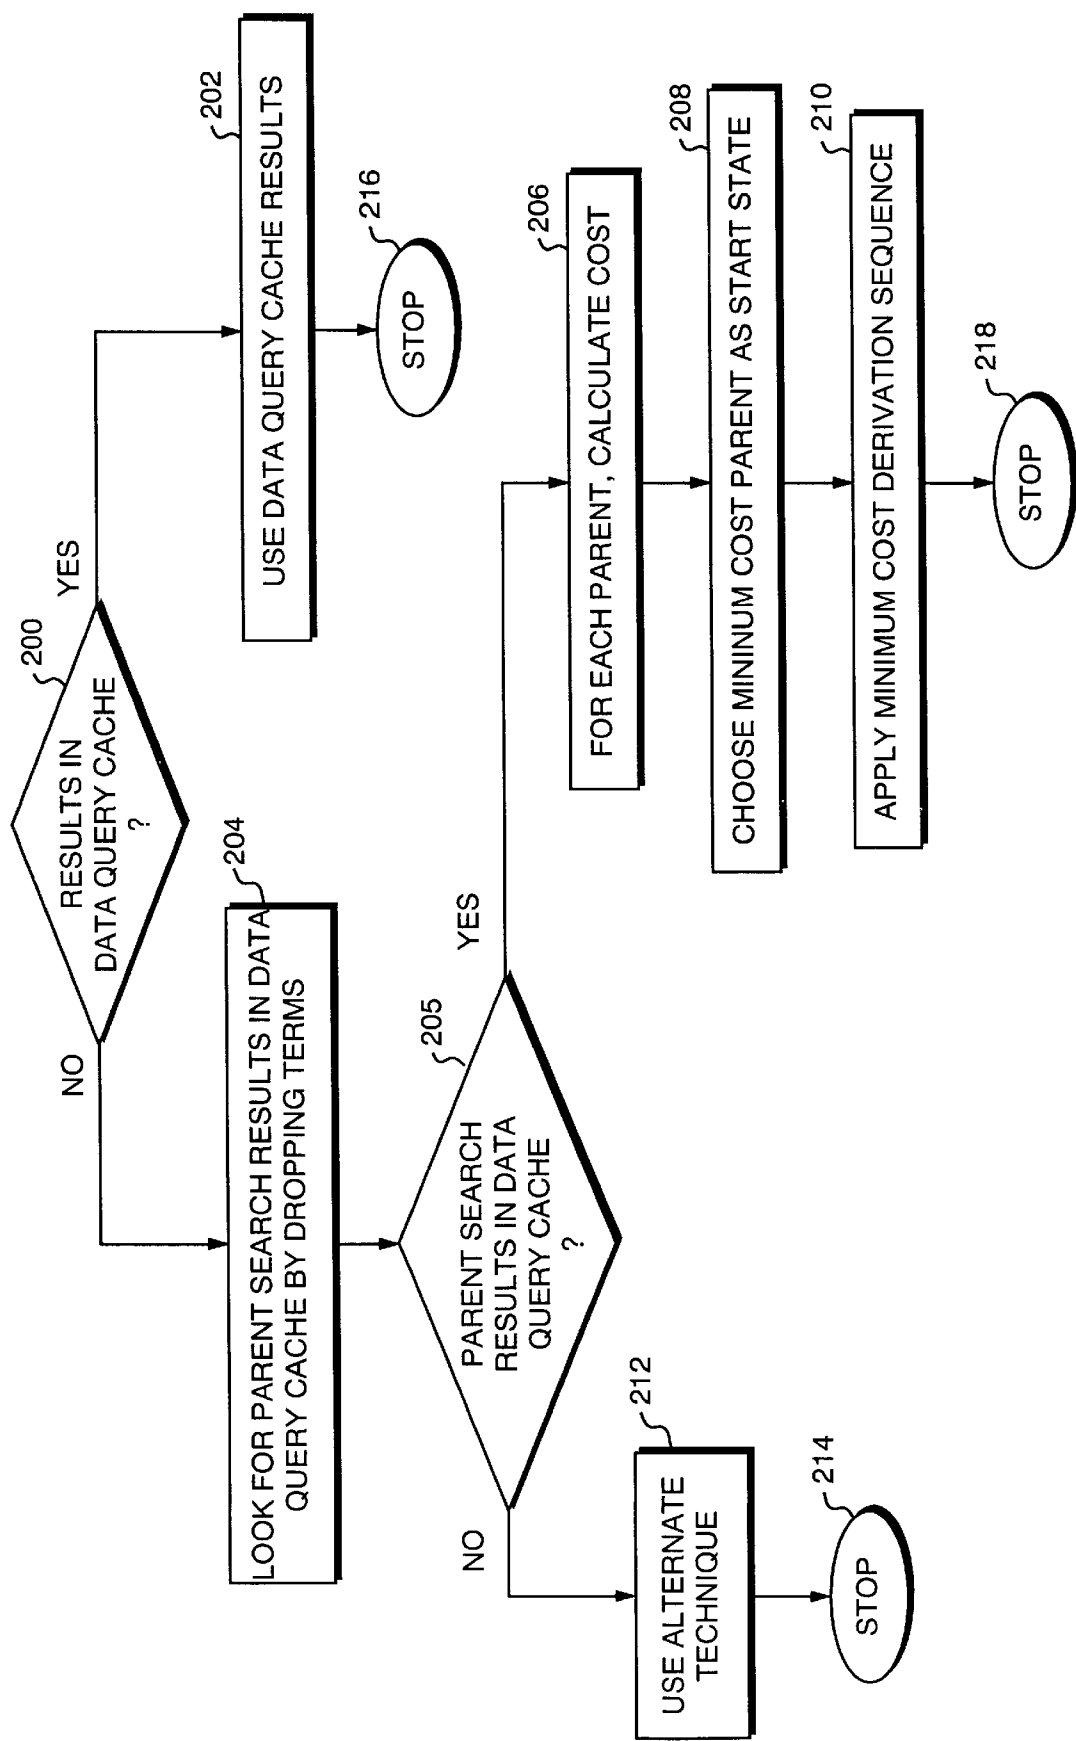 200
RESULTS IN
DATA QUERY CACHE
?
YES
NO
202
USE DATA QUERY CACHE RESULTS
216
STOP
204
LOOK FOR PARENT SEARCH RESULTS IN DATA
QUERY CACHE BY DROPPING TERMS
205
PARENT SEARCH
RESULTS IN DATA
QUERY CACHE
?
YES
NO
206
FOR EACH PARENT, CALCULATE COST
208
CHOOSE MININUM COST PARENT AS START STATE
210
APPLY MINIMUM COST DERIVATION SEQUENCE
218
STOP
212
USE ALTERNATE
TECHNIQUE
214
STOP